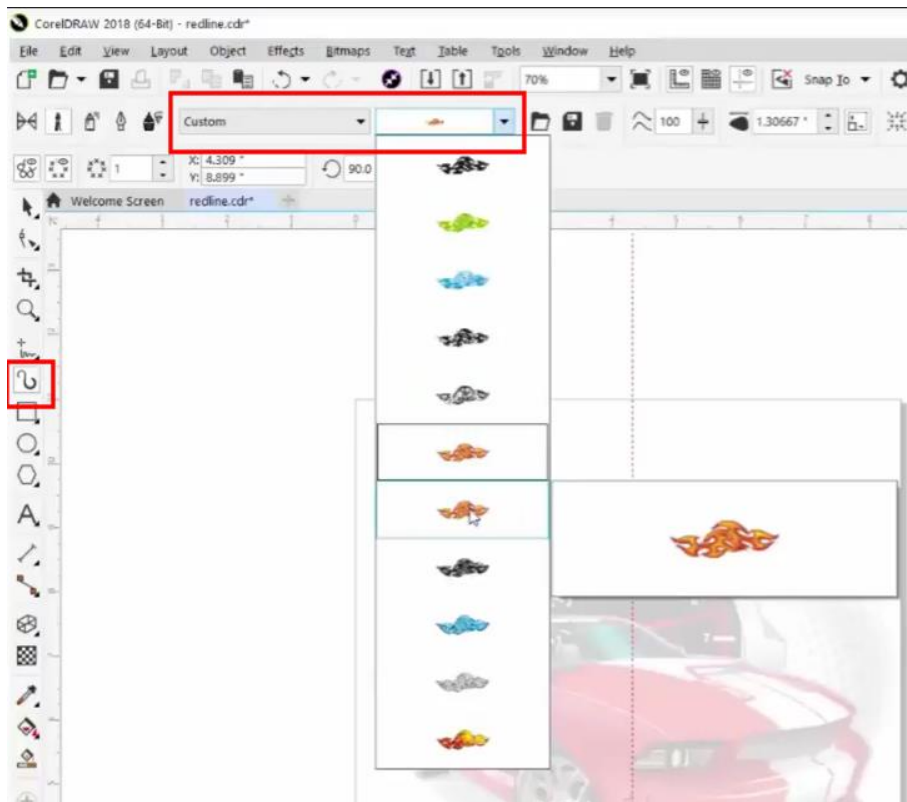 CorelDRAW 2018 (64-Bit) - redline.cdr*
File Edit View Layout Object Effects Bitmaps Text Table Tools Window Help
70% Snap To
Custom 100 1.30667 "
1 X: 4.309 " 90.0
Y: 8.899 "
Welcome Screen redline.cdr*